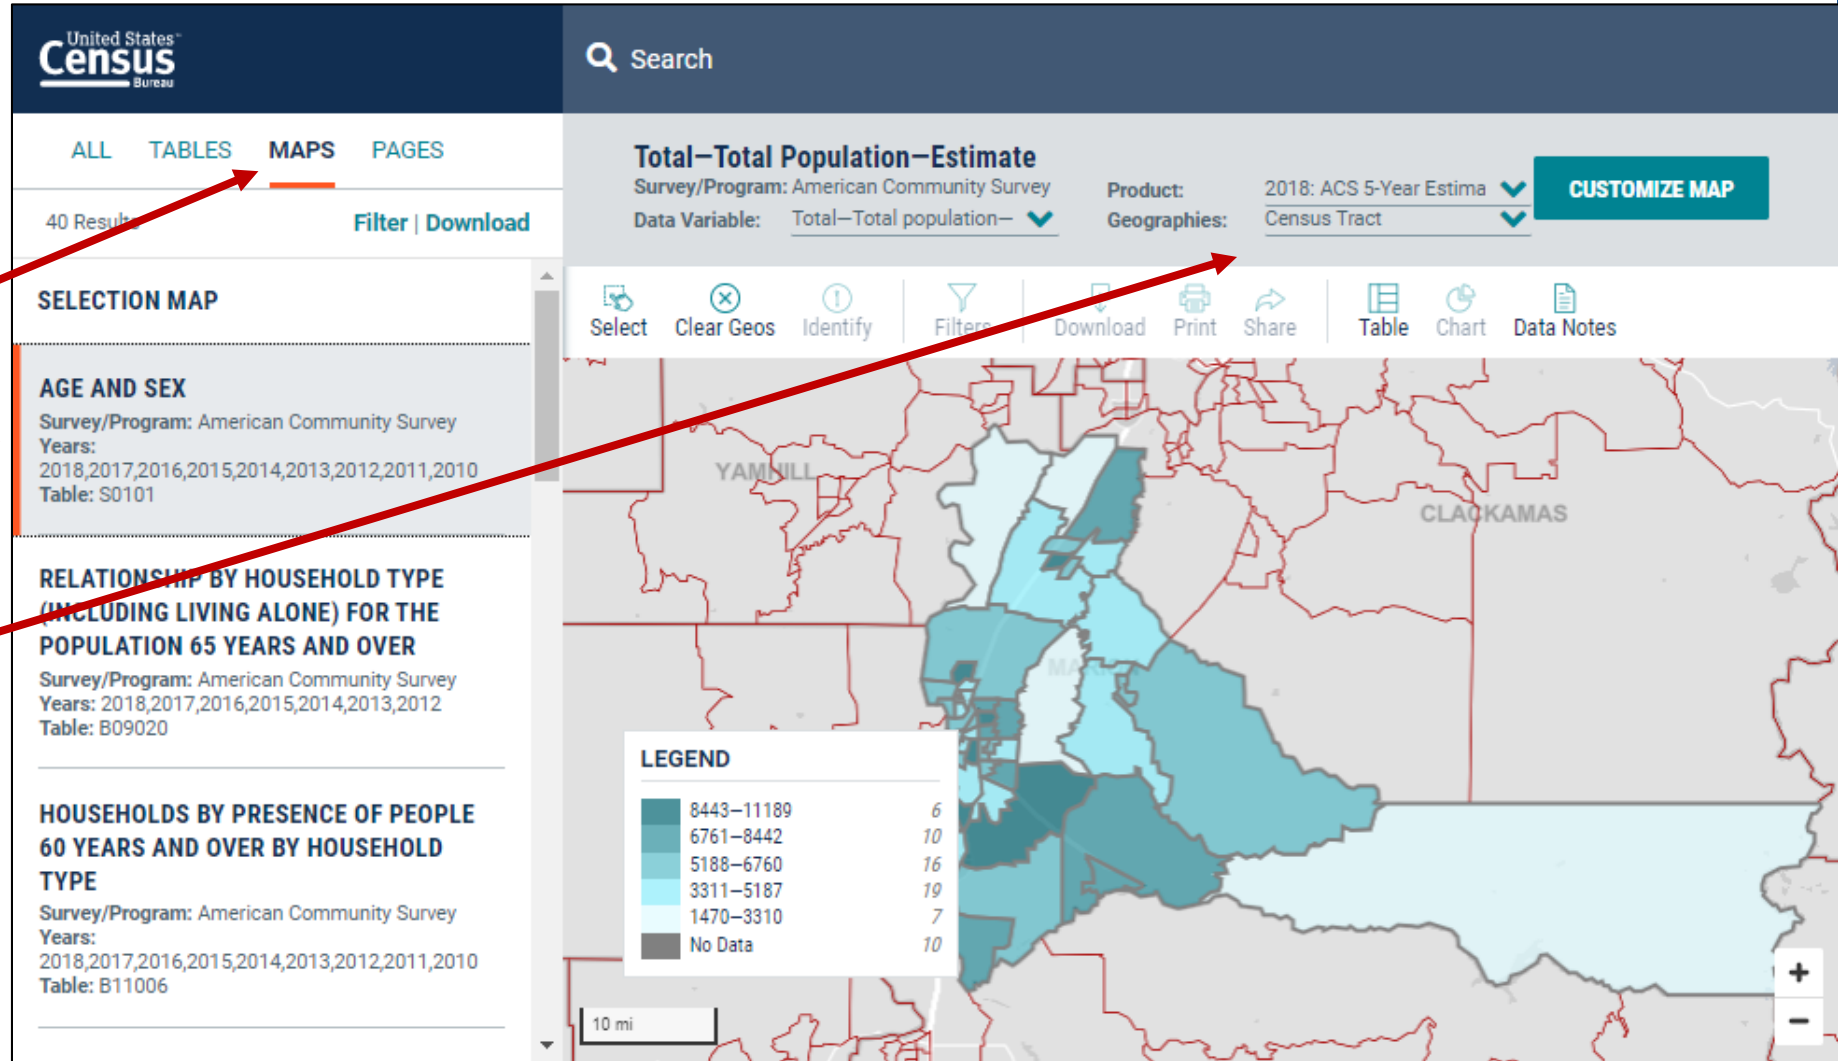 United States™
Census
Bureau
Search
ALL TABLES MAPS PAGES
40 Results
Filter | Download
SELECTION MAP
AGE AND SEX
Survey/Program: American Community Survey
Years:
2018,2017,2016,2015,2014,2013,2012,2011,2010
Table: S0101
RELATIONSHIP BY HOUSEHOLD TYPE
(INCLUDING LIVING ALONE) FOR THE
POPULATION 65 YEARS AND OVER
Survey/Program: American Community Survey
Years: 2018,2017,2016,2015,2014,2013,2012
Table: B09020
HOUSEHOLDS BY PRESENCE OF PEOPLE
60 YEARS AND OVER BY HOUSEHOLD
TYPE
Survey/Program: American Community Survey
Years:
2018,2017,2016,2015,2014,2013,2012,2011,2010
Table: B11006
Total—Total Population—Estimate
Survey/Program: American Community Survey
Data Variable: Total—Total population—
Product: 2018: ACS 5-Year Estima
Geographies: Census Tract
CUSTOMIZE MAP
Select Clear Geos Identify Filters Download Print Share Table Chart Data Notes
YAMHILL
CLACKAMAS
MARION
LEGEND
8443—11189 6
6761—8442 10
5188—6760 16
3311—5187 19
1470—3310 7
No Data 10
10 mi
+
−